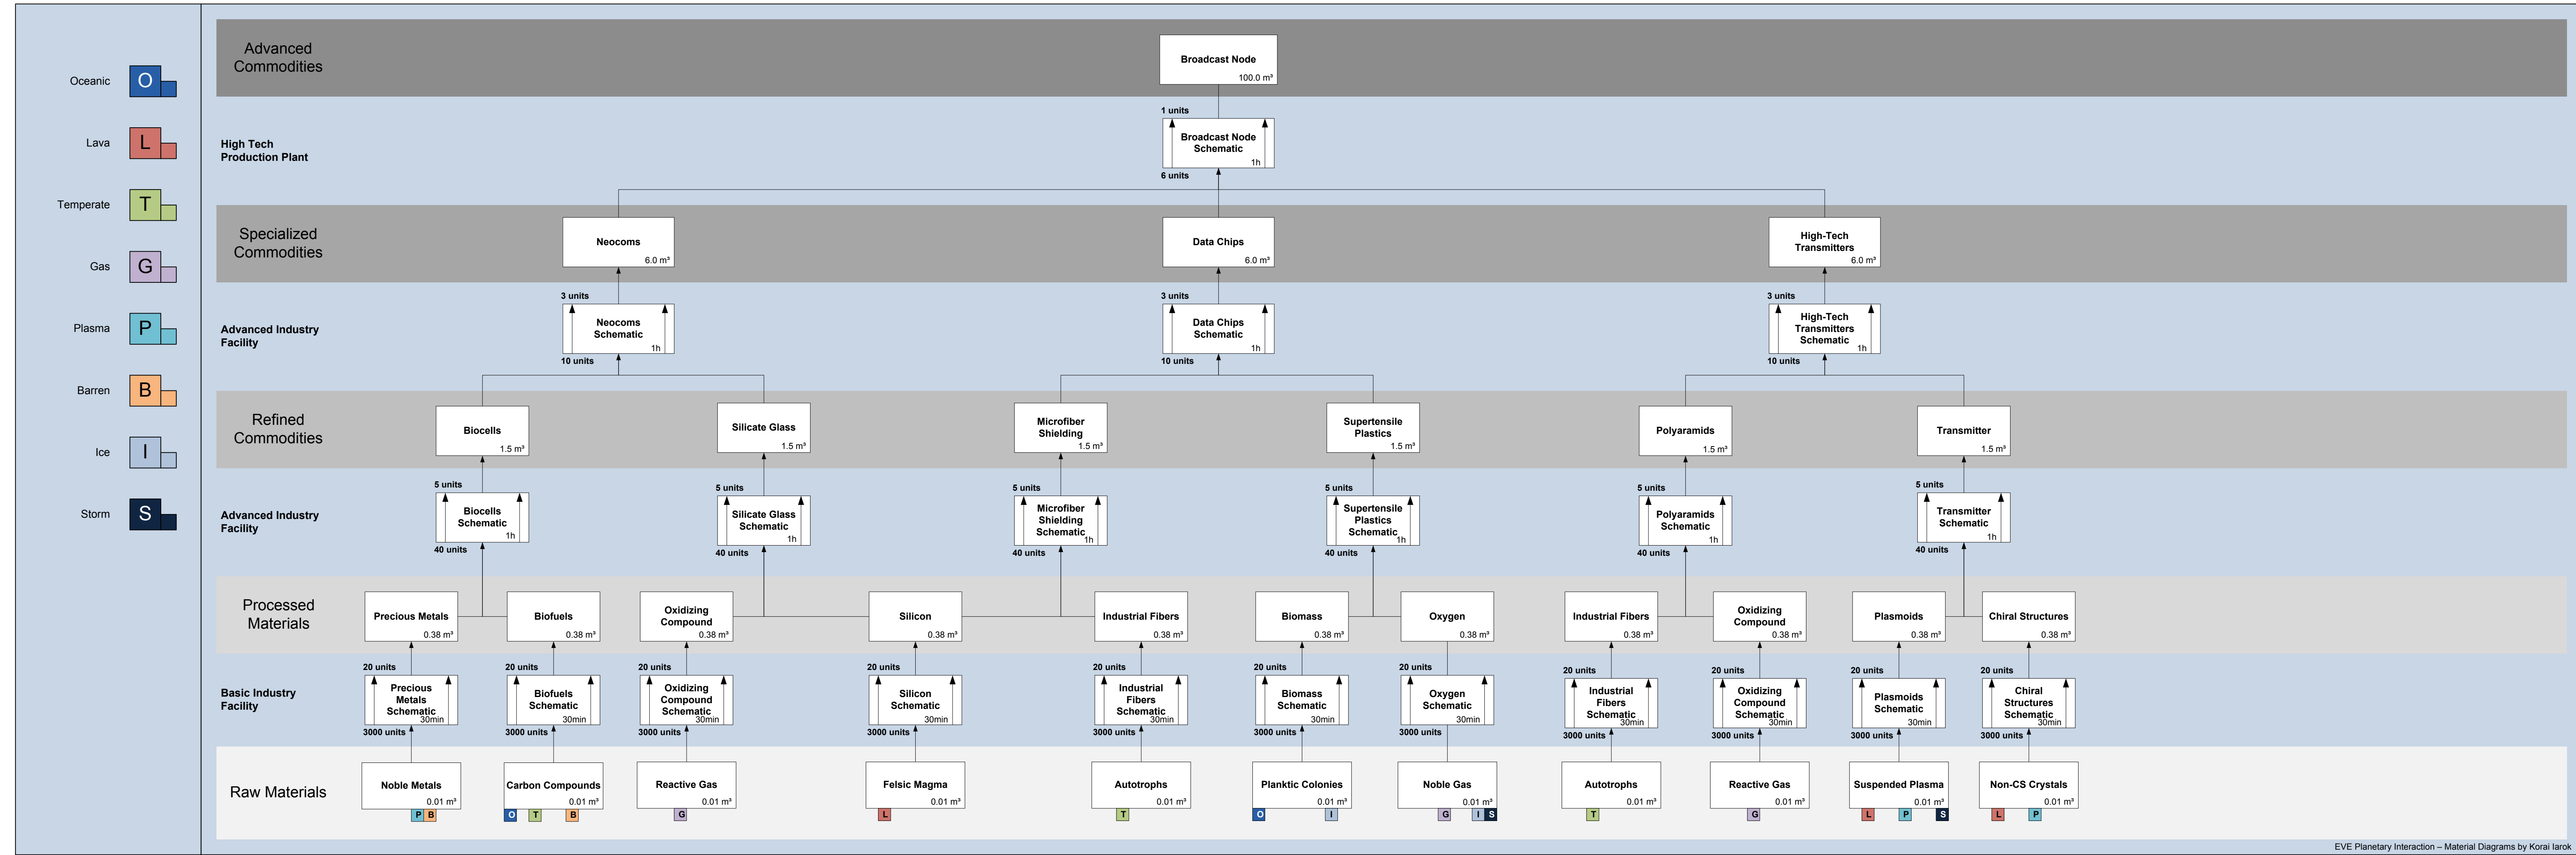 Oceanic
O
Lava
L
Temperate
T
Gas
G
Plasma
P
Barren
B
Ice
I
Storm
S
Advanced
Commodities
Broadcast Node
100.0 m³
High Tech
Production Plant
1 units
Broadcast Node
Schematic
1h
6 units
Specialized
Commodities
Neocoms
6.0 m³
Data Chips
6.0 m³
High-Tech
Transmitters
6.0 m³
Advanced Industry
Facility
3 units
Neocoms
Schematic
1h
10 units
3 units
Data Chips
Schematic
1h
10 units
3 units
High-Tech
Transmitters
Schematic
1h
10 units
Refined
Commodities
Biocells
1.5 m³
Silicate Glass
1.5 m³
Microfiber
Shielding
1.5 m³
Supertensile
Plastics
1.5 m³
Polyaramids
1.5 m³
Transmitter
1.5 m³
Advanced Industry
Facility
5 units
Biocells
Schematic
1h
40 units
5 units
Silicate Glass
Schematic
1h
40 units
5 units
Microfiber
Shielding
Schematic
1h
40 units
5 units
Supertensile
Plastics
Schematic
1h
40 units
5 units
Polyaramids
Schematic
1h
40 units
5 units
Transmitter
Schematic
1h
40 units
Processed
Materials
Precious Metals
0.38 m³
Biofuels
0.38 m³
Oxidizing
Compound
0.38 m³
Silicon
0.38 m³
Industrial Fibers
0.38 m³
Biomass
0.38 m³
Oxygen
0.38 m³
Industrial Fibers
0.38 m³
Oxidizing
Compound
0.38 m³
Plasmoids
0.38 m³
Chiral Structures
0.38 m³
Basic Industry
Facility
20 units
Precious
Metals
Schematic
30min
3000 units
20 units
Biofuels
Schematic
30min
3000 units
20 units
Oxidizing
Compound
Schematic
30min
3000 units
20 units
Silicon
Schematic
30min
3000 units
20 units
Industrial
Fibers
Schematic
30min
3000 units
20 units
Biomass
Schematic
30min
3000 units
20 units
Oxygen
Schematic
30min
3000 units
20 units
Industrial
Fibers
Schematic
30min
3000 units
20 units
Oxidizing
Compound
Schematic
30min
3000 units
20 units
Plasmoids
Schematic
30min
3000 units
20 units
Chiral
Structures
Schematic
30min
3000 units
Raw Materials
Noble Metals
0.01 m³
P B
Carbon Compounds
0.01 m³
O T B
Reactive Gas
0.01 m³
G
Felsic Magma
0.01 m³
L
Autotrophs
0.01 m³
T
Planktic Colonies
0.01 m³
O I
Noble Gas
0.01 m³
G I S
Autotrophs
0.01 m³
T
Reactive Gas
0.01 m³
G
Suspended Plasma
0.01 m³
L P S
Non-CS Crystals
0.01 m³
L P
EVE Planetary Interaction – Material Diagrams by Korai Iarok